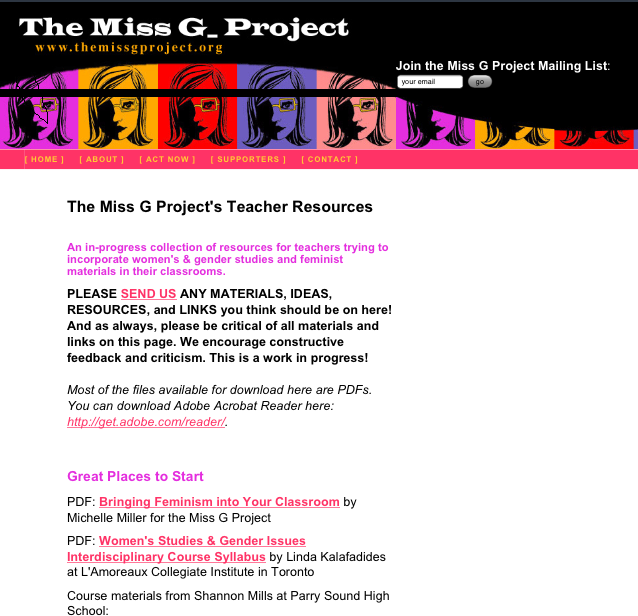 The Miss G_ Project
www.themissgproject.org
Join the Miss G Project Mailing List:
your email
go
[ HOME ] [ ABOUT ] [ ACT NOW ] [ SUPPORTERS ] [ CONTACT ]
The Miss G Project's Teacher Resources
An in-progress collection of resources for teachers trying to
incorporate women's & gender studies and feminist
materials in their classrooms.
PLEASE SEND US ANY MATERIALS, IDEAS,
RESOURCES, and LINKS you think should be on here!
And as always, please be critical of all materials and
links on this page. We encourage constructive
feedback and criticism. This is a work in progress!
Most of the files available for download here are PDFs.
You can download Adobe Acrobat Reader here:
http://get.adobe.com/reader/.
Great Places to Start
PDF: Bringing Feminism into Your Classroom by
Michelle Miller for the Miss G Project
PDF: Women's Studies & Gender Issues
Interdisciplinary Course Syllabus by Linda Kalafadides
at L'Amoreaux Collegiate Institute in Toronto
Course materials from Shannon Mills at Parry Sound High
School: